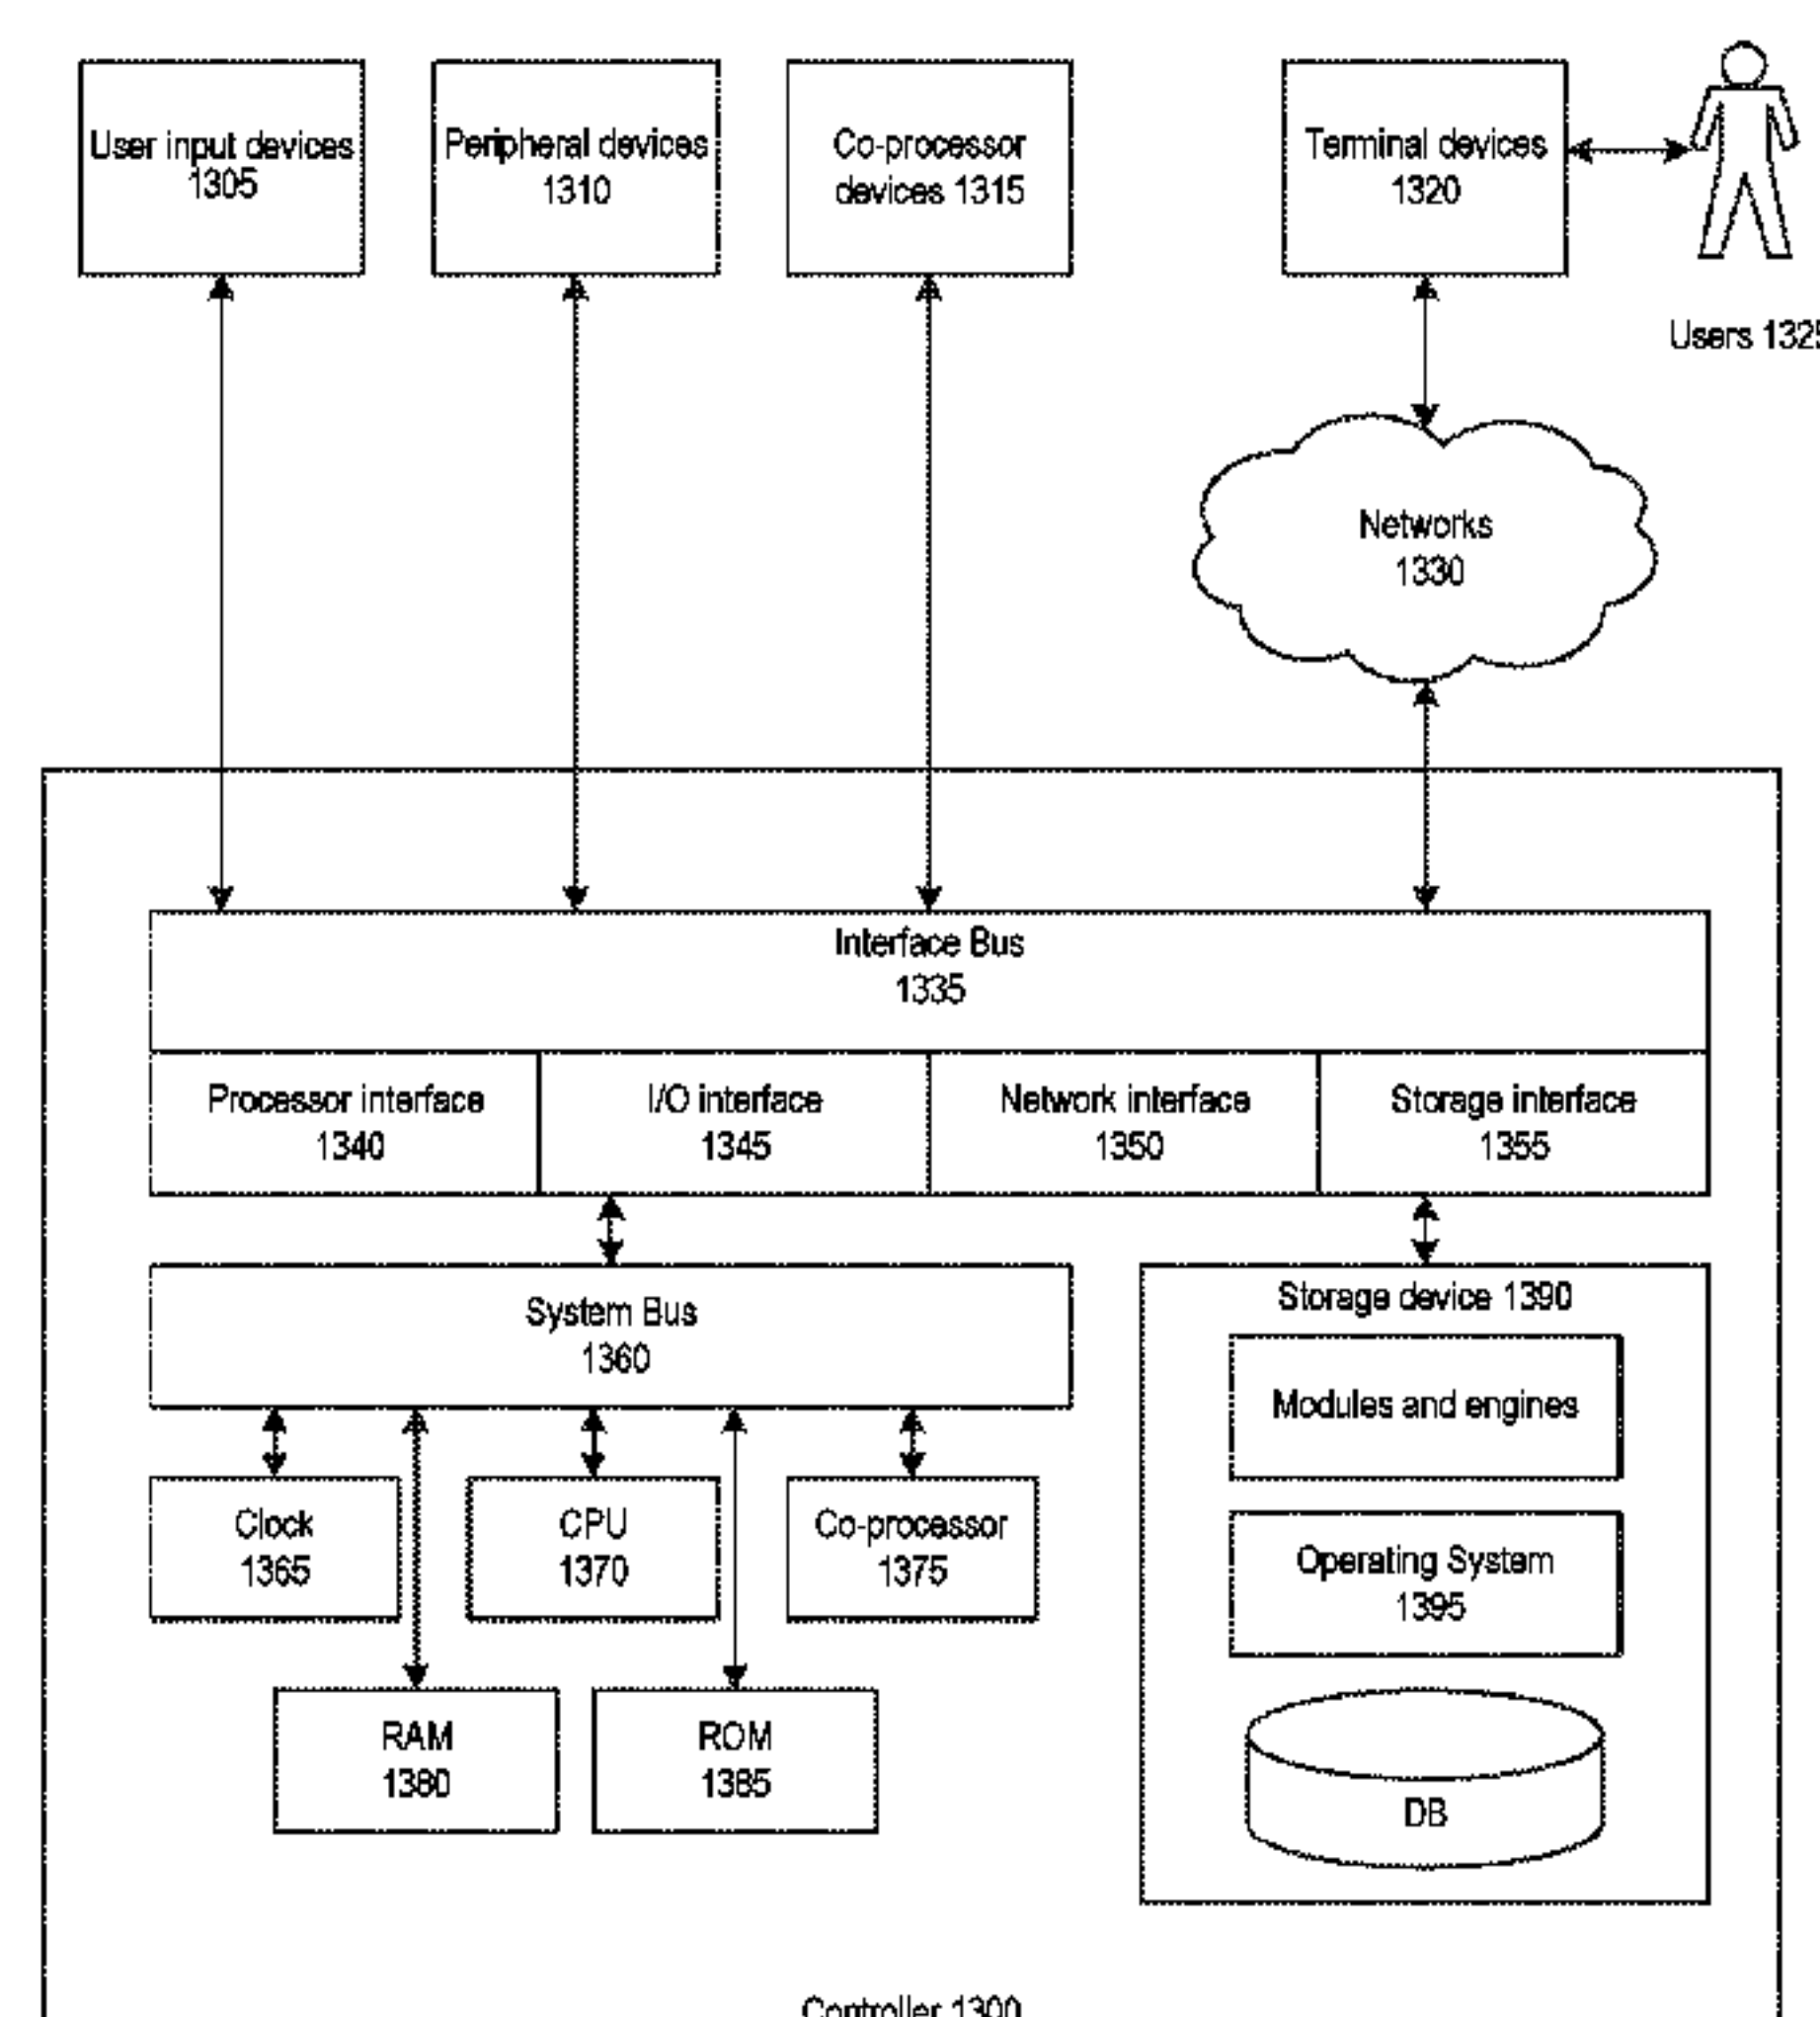 User input devices
1305
Peripheral devices
1310
Co-processor
devices 1315
Terminal devices
1320
Users 1325
Networks
1330
Interface Bus
1335
Processor interface
1340
I/O interface
1345
Network interface
1350
Storage interface
1355
System Bus
1360
Storage device 1390
Modules and engines
Clock
1365
CPU
1370
Co-processor
1375
Operating System
1395
RAM
1380
ROM
1385
DB
Controller 1300